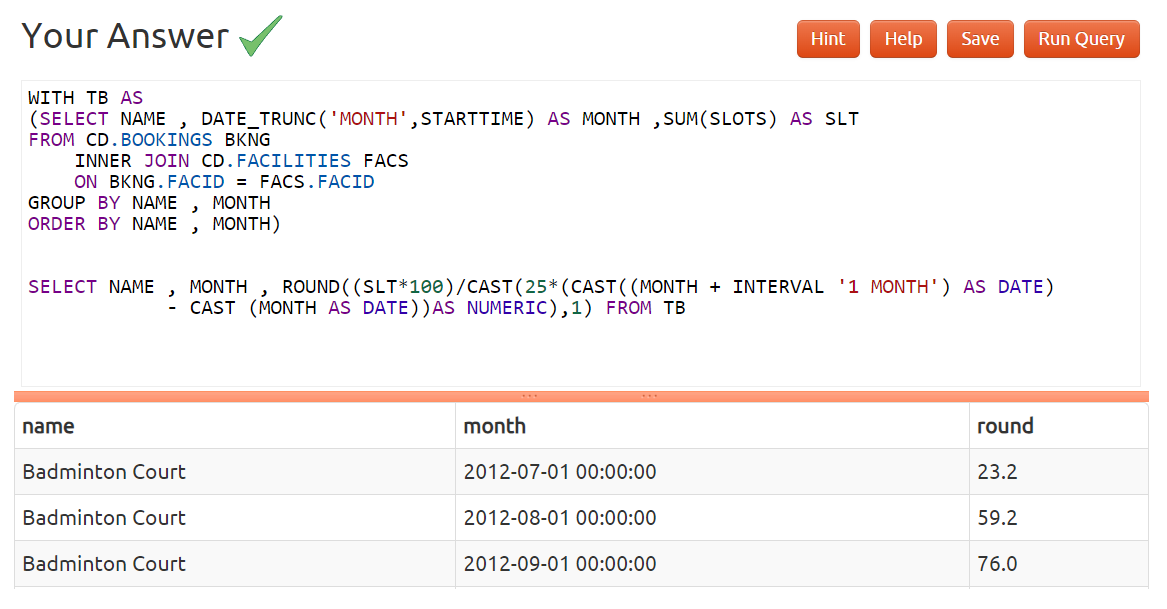 Your Answer
Hint Help Save Run Query
WITH TB AS
(SELECT NAME , DATE_TRUNC('MONTH',STARTTIME) AS MONTH ,SUM(SLOTS) AS SLT
FROM CD.BOOKINGS BKNG
    INNER JOIN CD.FACILITIES FACS
    ON BKNG.FACID = FACS.FACID
GROUP BY NAME , MONTH
ORDER BY NAME , MONTH)
SELECT NAME , MONTH , ROUND((SLT*100)/CAST(25*(CAST((MONTH + INTERVAL '1 MONTH') AS DATE)
            - CAST (MONTH AS DATE))AS NUMERIC),1) FROM TB
name month round
Badminton Court 2012-07-01 00:00:00 23.2
Badminton Court 2012-08-01 00:00:00 59.2
Badminton Court 2012-09-01 00:00:00 76.0